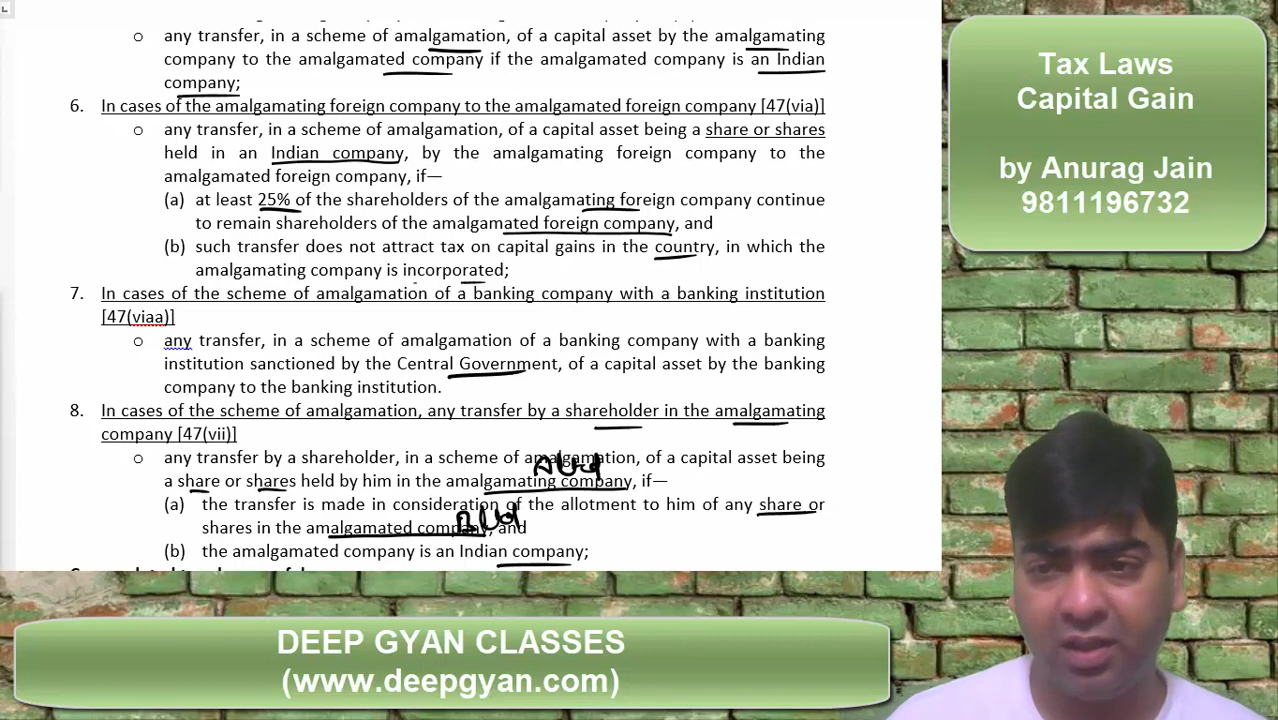 o any transfer, in a scheme of amalgamation, of a capital asset by the amalgamating
company to the amalgamated company if the amalgamated company is an Indian
company;
6. In cases of the amalgamating foreign company to the amalgamated foreign company [47(via)]
o any transfer, in a scheme of amalgamation, of a capital asset being a share or shares
held in an Indian company, by the amalgamating foreign company to the
amalgamated foreign company, if—
(a) at least 25% of the shareholders of the amalgamating foreign company continue
to remain shareholders of the amalgamated foreign company, and
(b) such transfer does not attract tax on capital gains in the country, in which the
amalgamating company is incorporated;
7. In cases of the scheme of amalgamation of a banking company with a banking institution
[47(viaa)]
o any transfer, in a scheme of amalgamation of a banking company with a banking
institution sanctioned by the Central Government, of a capital asset by the banking
company to the banking institution.
8. In cases of the scheme of amalgamation, any transfer by a shareholder in the amalgamating
company [47(vii)]
o any transfer by a shareholder, in a scheme of amalgamation, of a capital asset being
A Ltd
a share or shares held by him in the amalgamating company, if—
(a) the transfer is made in consideration of the allotment to him of any share or
B Ltd
shares in the amalgamated company, and
(b) the amalgamated company is an Indian company;
Tax Laws
Capital Gain
by Anurag Jain
9811196732
DEEP GYAN CLASSES
(www.deepgyan.com)